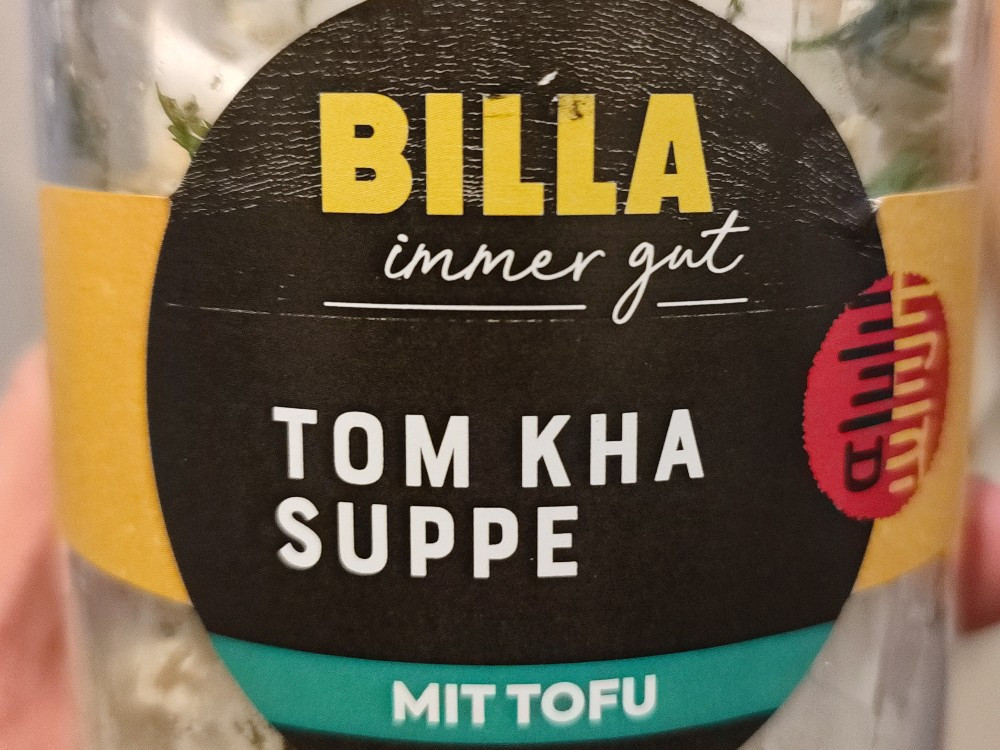 BILLA
immer gut
TOM KHA
SUPPE
MIT TOFU